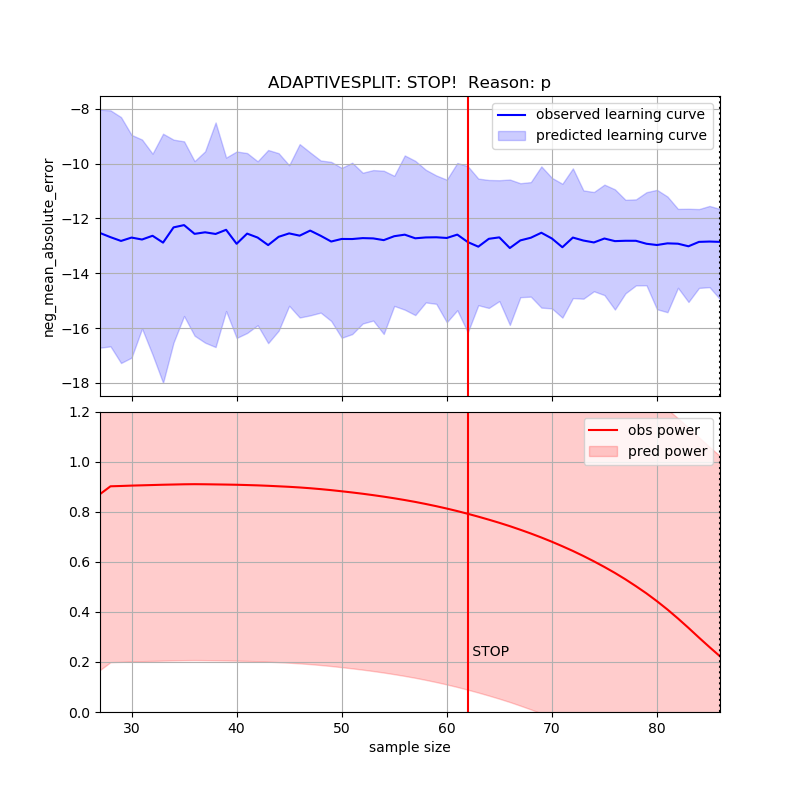 ADAPTIVESPLIT: STOP!  Reason: p
neg_mean_absolute_error
−8
−10
−12
−14
−16
−18
observed learning curve
predicted learning curve
1.2
1.0
0.8
0.6
0.4
0.2
0.0
obs power
pred power
STOP
30 40 50 60 70 80
sample size